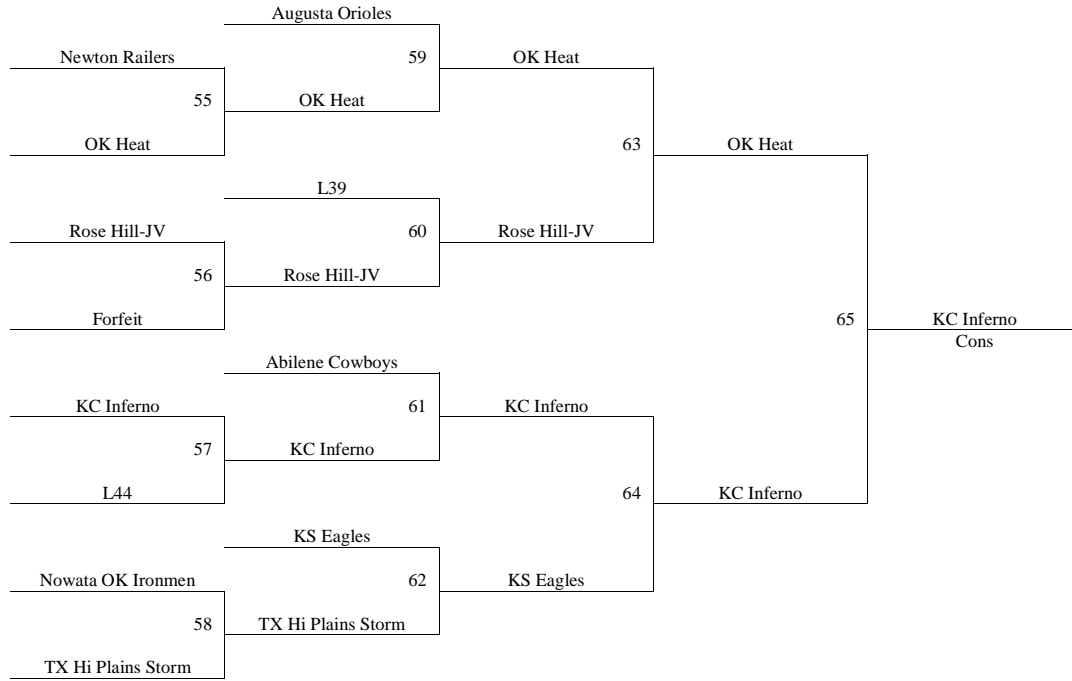 Augusta Orioles
Newton Railers
59
OK Heat
55
OK Heat
OK Heat
63
OK Heat
L39
Rose Hill-JV
60
Rose Hill-JV
56
Rose Hill-JV
Forfeit
65
KC Inferno
Cons
Abilene Cowboys
KC Inferno
61
KC Inferno
57
KC Inferno
L44
64
KC Inferno
KS Eagles
Nowata OK Ironmen
62
KS Eagles
58
TX Hi Plains Storm
TX Hi Plains Storm